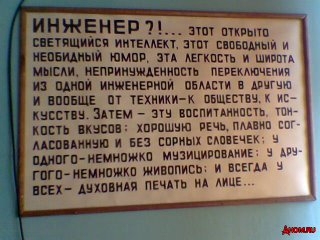 ИНЖЕНЕР?!... ЭТОТ ОТКРЫТО
СВЕТЯЩИЙСЯ ИНТЕЛЛЕКТ, ЭТОТ СВОБОДНЫЙ И
НЕОБИДНЫЙ ЮМОР, ЭТА ЛЕГКОСТЬ И ШИРОТА
МЫСЛИ, НЕПРИНУЖДЕННОСТЬ ПЕРЕКЛЮЧЕНИЯ
ИЗ ОДНОЙ ИНЖЕНЕРНОЙ ОБЛАСТИ В ДРУГУЮ
И ВООБЩЕ ОТ ТЕХНИКИ-К ОБЩЕСТВУ, К ИС-
КУССТВУ. ЗАТЕМ - ЭТУ ВОСПИТАННОСТЬ, ТОН-
КОСТЬ ВКУСОВ; ХОРОШУЮ РЕЧЬ, ПЛАВНО СОГ-
ЛАСОВАННУЮ И БЕЗ СОРНЫХ СЛОВЕЧЕК; У
ОДНОГО-НЕМНОЖКО МУЗИЦИРОВАНИЕ; У ДРУ-
ГОГО-НЕМНОЖКО ЖИВОПИСЬ; И ВСЕГДА У
ВСЕХ- ДУХОВНАЯ ПЕЧАТЬ НА ЛИЦЕ...